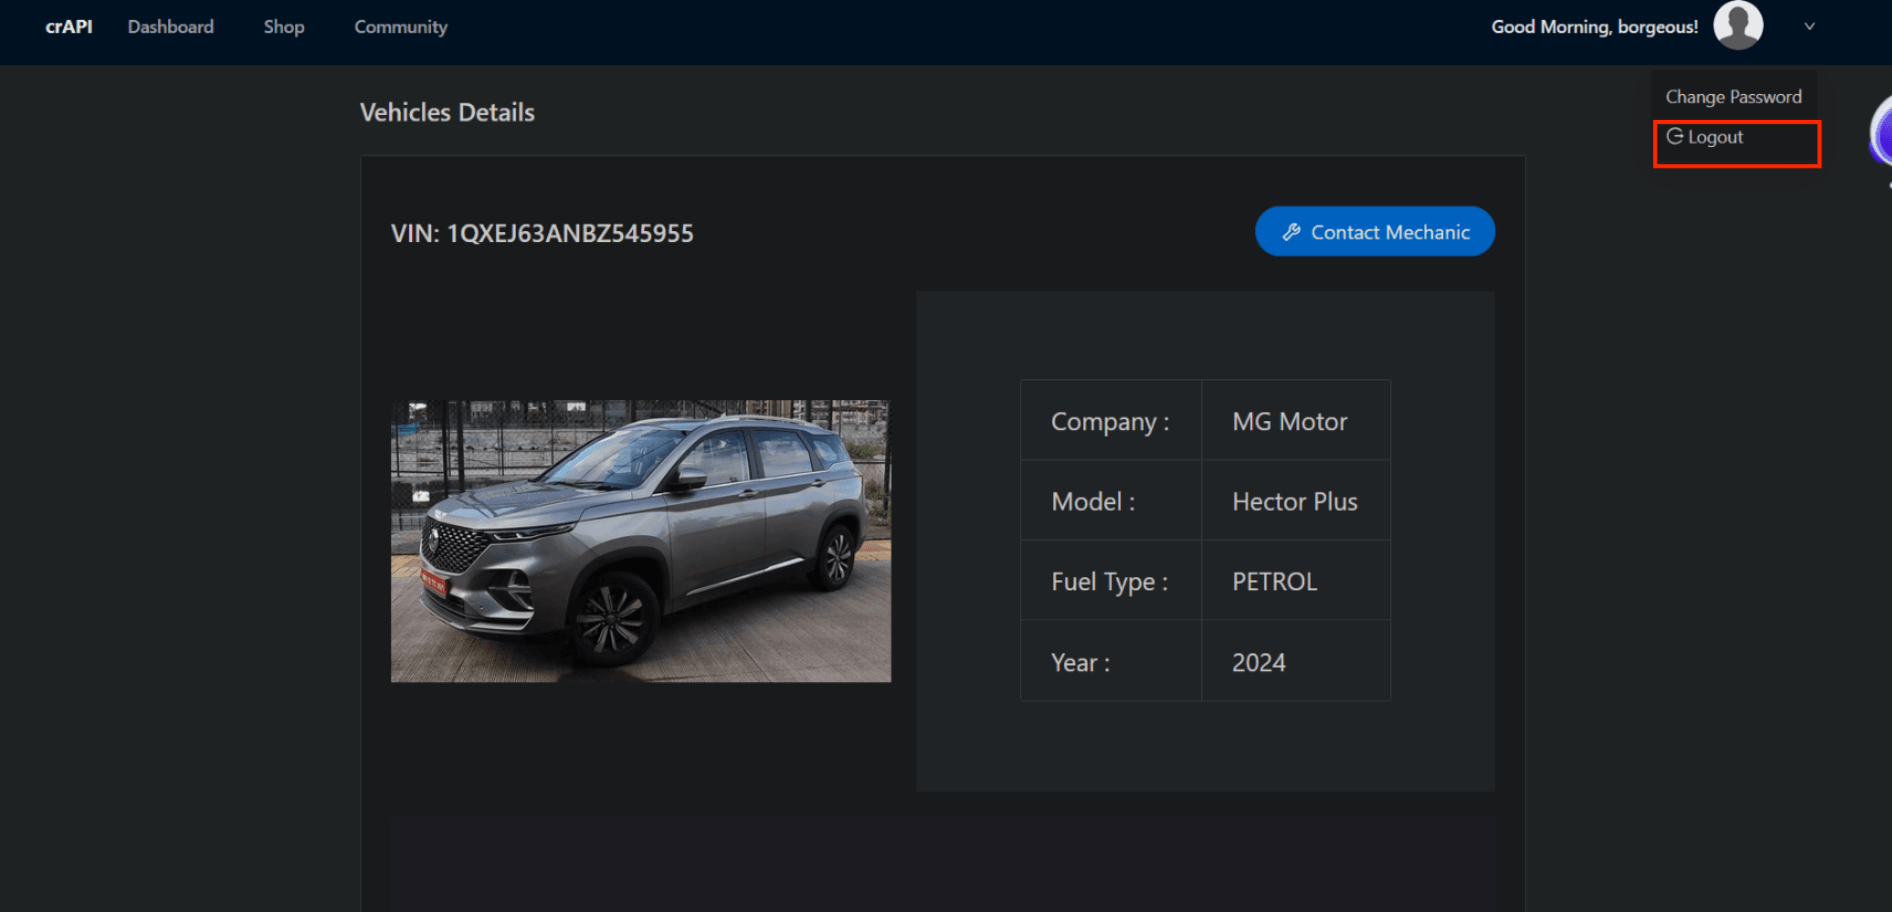 crAPI Dashboard Shop Community Good Morning, borgeous!
Change Password
Logout
Vehicles Details
VIN: 1QXEJ63ANBZ545955
Contact Mechanic
Company : MG Motor
Model : Hector Plus
Fuel Type : PETROL
Year : 2024